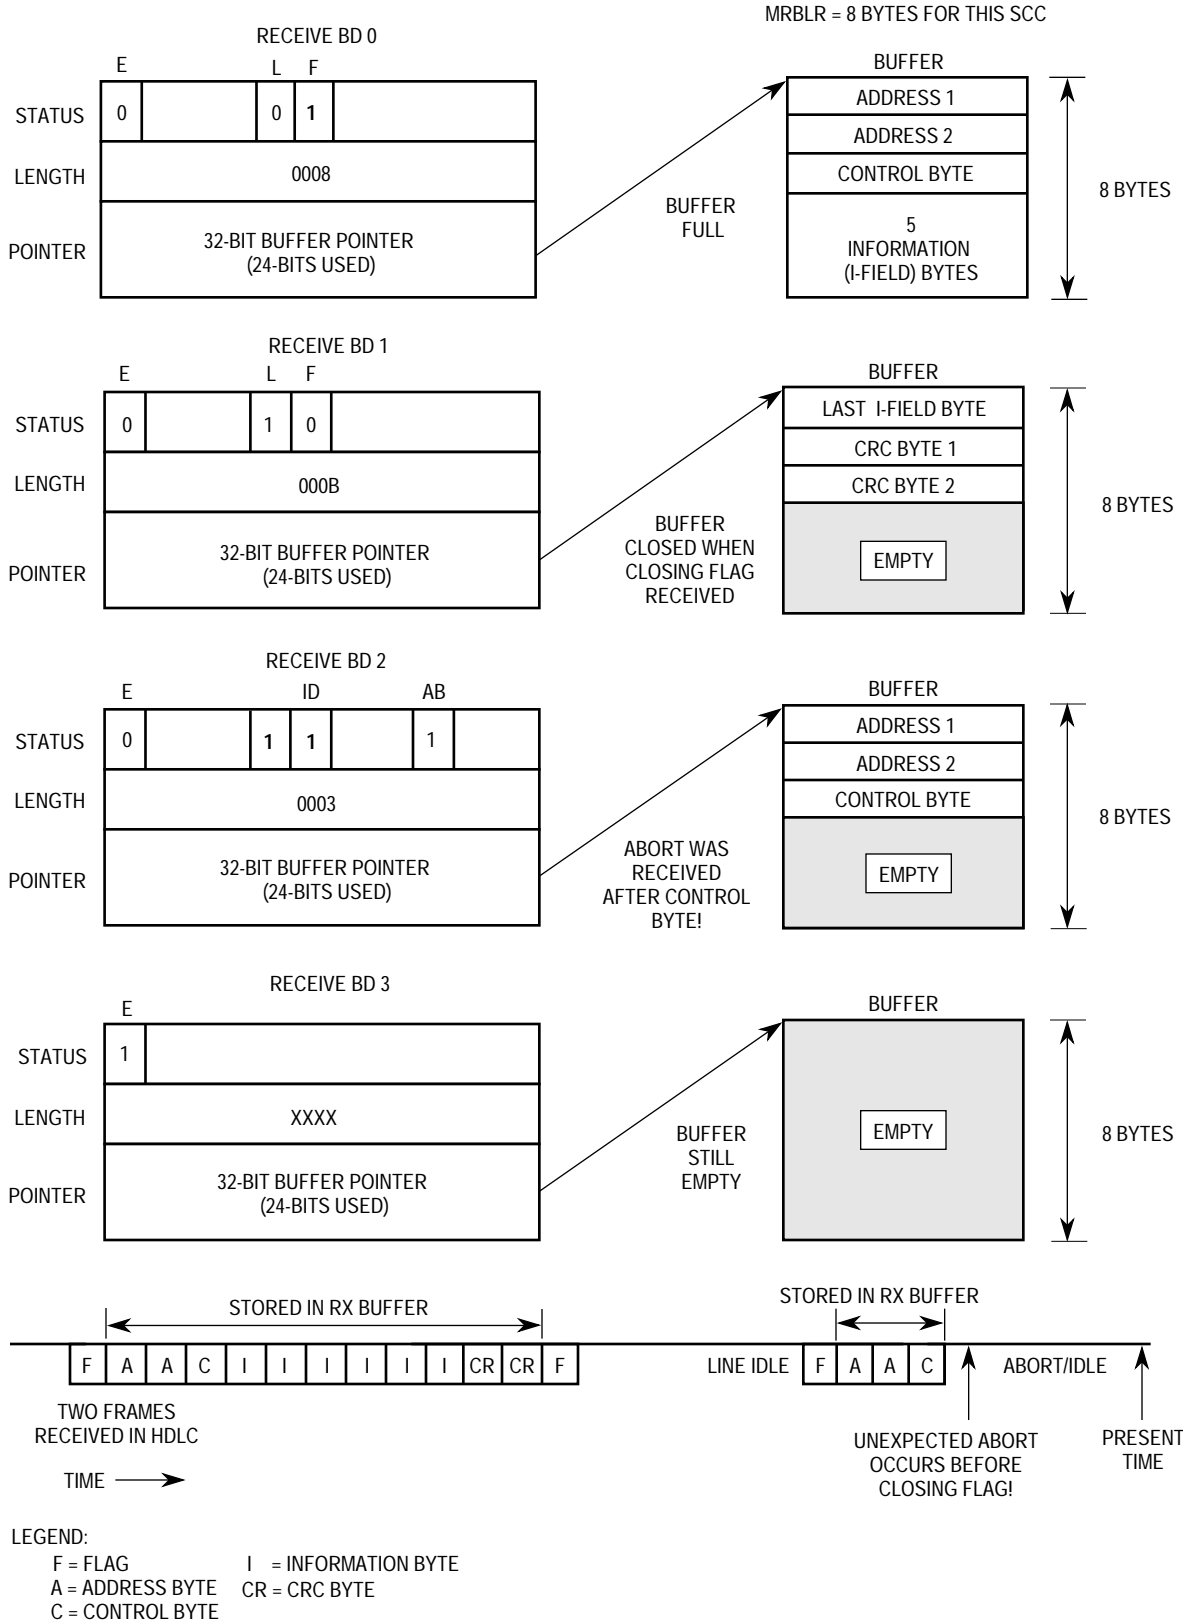 MRBLR = 8 BYTES FOR THIS SCC
RECEIVE BD 0
E L F
STATUS 0 0 1
LENGTH 0008
POINTER 32-BIT BUFFER POINTER
(24-BITS USED)
BUFFER
FULL
BUFFER
ADDRESS 1
ADDRESS 2
CONTROL BYTE
5
INFORMATION
(I-FIELD) BYTES
8 BYTES
RECEIVE BD 1
E L F
STATUS 0 1 0
LENGTH 000B
POINTER 32-BIT BUFFER POINTER
(24-BITS USED)
BUFFER
CLOSED WHEN
CLOSING FLAG
RECEIVED
BUFFER
LAST I-FIELD BYTE
CRC BYTE 1
CRC BYTE 2
EMPTY
8 BYTES
RECEIVE BD 2
E ID AB
STATUS 0 1 1 1
LENGTH 0003
POINTER 32-BIT BUFFER POINTER
(24-BITS USED)
ABORT WAS
RECEIVED
AFTER CONTROL
BYTE!
BUFFER
ADDRESS 1
ADDRESS 2
CONTROL BYTE
EMPTY
8 BYTES
RECEIVE BD 3
E
STATUS 1
LENGTH XXXX
POINTER 32-BIT BUFFER POINTER
(24-BITS USED)
BUFFER
STILL
EMPTY
BUFFER
EMPTY
8 BYTES
STORED IN RX BUFFER
STORED IN RX BUFFER
F A A C I I I I I I CR CR F LINE IDLE F A A C ABORT/IDLE
TWO FRAMES
RECEIVED IN HDLC
TIME
UNEXPECTED ABORT
OCCURS BEFORE
CLOSING FLAG!
PRESENT
TIME
LEGEND:
F = FLAG I = INFORMATION BYTE
A = ADDRESS BYTE CR = CRC BYTE
C = CONTROL BYTE